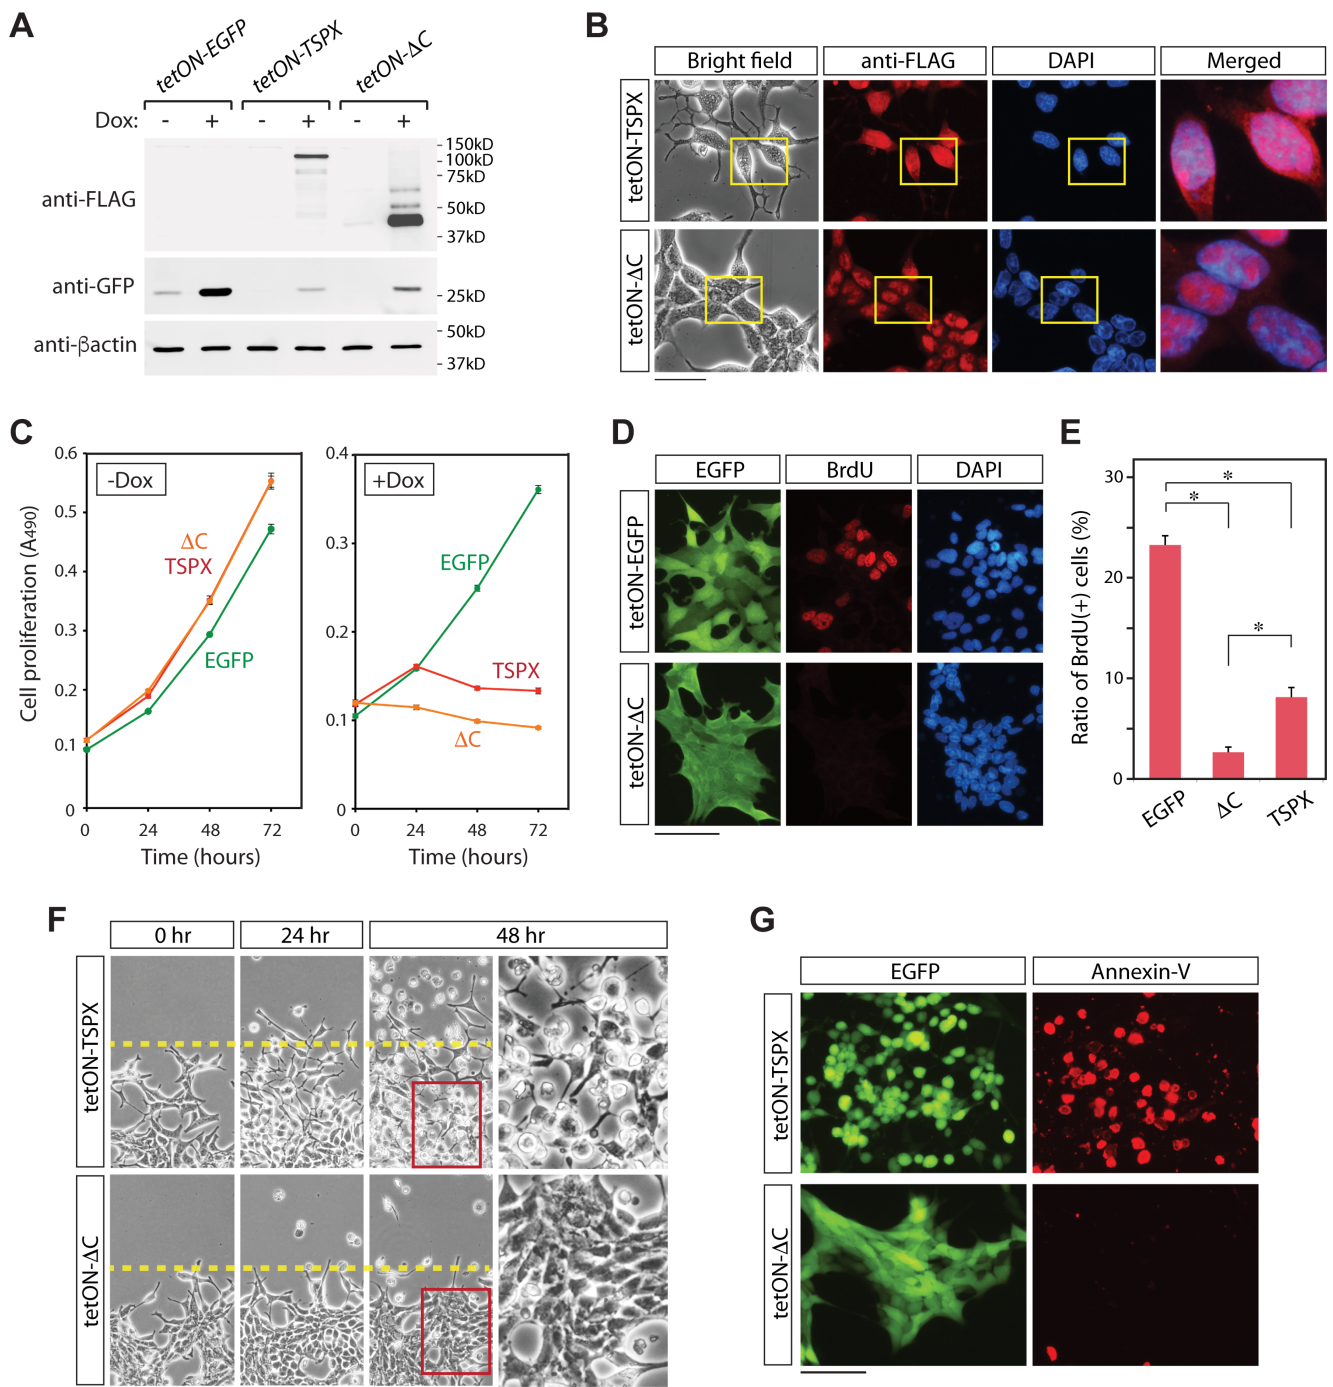 A
tetON-EGFP
tetON-TSPX
tetON-ΔC
Dox: - + - + - +
anti-FLAG
150kD
100kD
75kD
50kD
37kD
anti-GFP
25kD
anti-βactin
50kD
37kD
B
Bright field anti-FLAG DAPI Merged
tetON-TSPX
tetON-ΔC
C
Cell proliferation (A490)
-Dox
0.6
0.5
0.4
0.3
0.2
0.1
0
ΔC
TSPX
EGFP
0 24 48 72
Time (hours)
+Dox
0.4
0.3
0.2
0.1
0
EGFP
TSPX
ΔC
0 24 48 72
Time (hours)
D
EGFP BrdU DAPI
tetON-EGFP
tetON-ΔC
E
Ratio of BrdU(+) cells (%)
30
20
10
0
*
*
*
EGFP ΔC TSPX
F
0 hr 24 hr 48 hr
tetON-TSPX
tetON-ΔC
G
EGFP Annexin-V
tetON-TSPX
tetON-ΔC